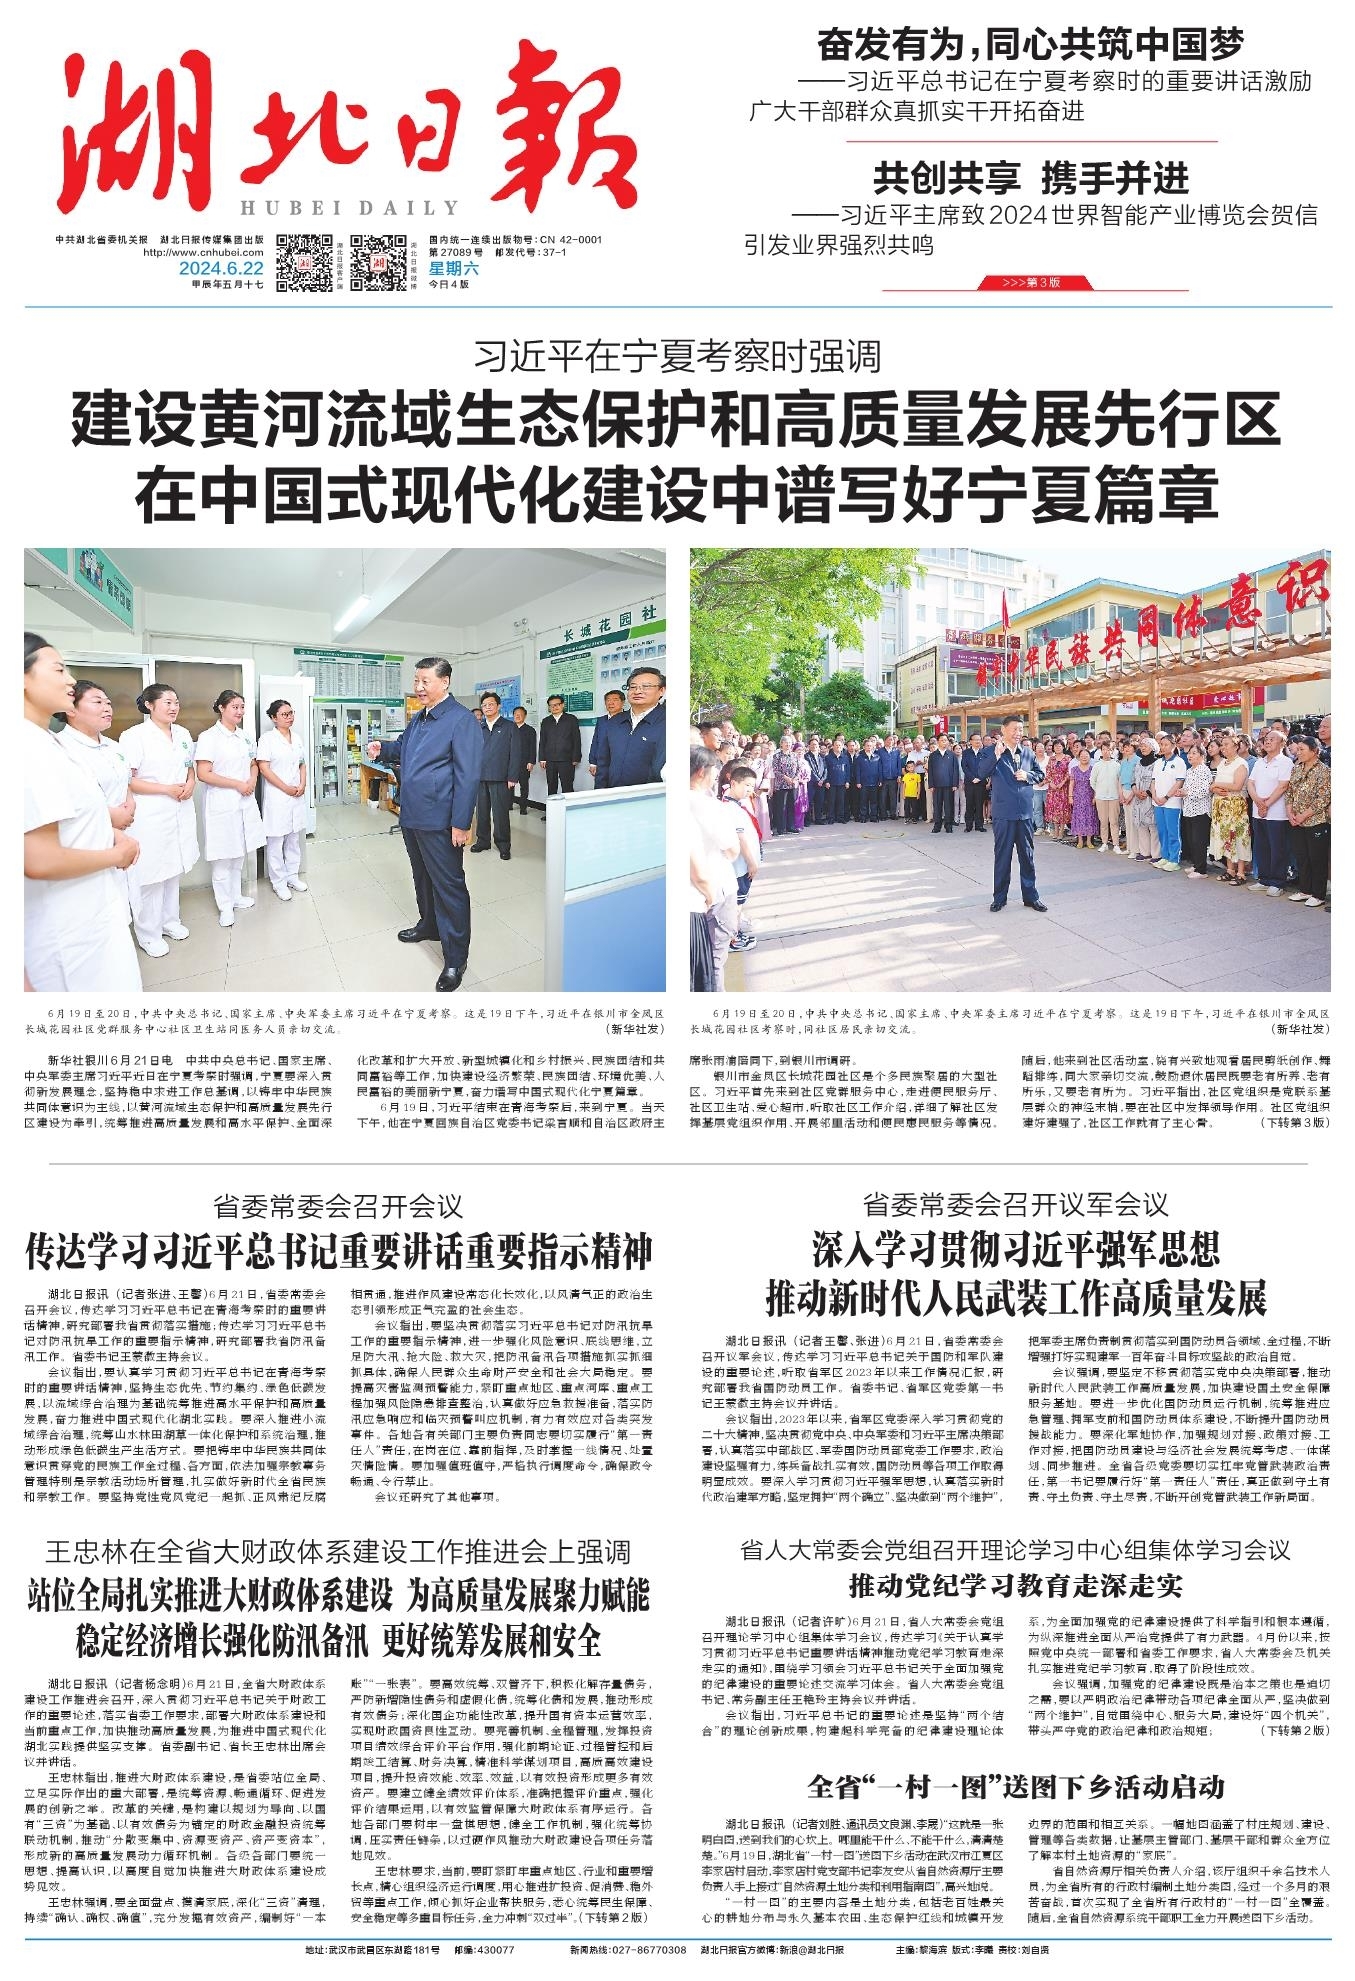 湖北日報
HUBEI DAILY
中共湖北省委机关报 湖北日报传媒集团出版
http://www.cnhubei.com
2024.6.22
甲辰年五月十七
湖北日报客户端
湖北日报微博
国内统一连续出版物号:CN 42-0001
第27089号 邮发代号:37-1
星期六
今日4版
奋发有为,同心共筑中国梦
——习近平总书记在宁夏考察时的重要讲话激励
广大干部群众真抓实干开拓奋进
共创共享 携手并进
——习近平主席致2024世界智能产业博览会贺信
引发业界强烈共鸣
>>>第3版
习近平在宁夏考察时强调
建设黄河流域生态保护和高质量发展先行区
在中国式现代化建设中谱写好宁夏篇章
长城花园社
铸牢中华民族共同体意识
6月19日至20日,中共中央总书记、国家主席、中央军委主席习近平在宁夏考察。这是19日下午,习近平在银川市金凤区
长城花园社区党群服务中心社区卫生站同医务人员亲切交流。 (新华社发)
6月19日至20日,中共中央总书记、国家主席、中央军委主席习近平在宁夏考察。这是19日下午,习近平在银川市金凤区
长城花园社区考察时,同社区居民亲切交流。 (新华社发)
新华社银川6月21日电 中共中央总书记、国家主席、
中央军委主席习近平近日在宁夏考察时强调,宁夏要深入贯
彻新发展理念,坚持稳中求进工作总基调,以铸牢中华民族
共同体意识为主线,以黄河流域生态保护和高质量发展先行
区建设为牵引,统筹推进高质量发展和高水平保护、全面深
化改革和扩大开放、新型城镇化和乡村振兴、民族团结和共
同富裕等工作,加快建设经济繁荣、民族团结、环境优美、人
民富裕的美丽新宁夏,奋力谱写中国式现代化宁夏篇章。
6月19日,习近平结束在青海考察后,来到宁夏。当天
下午,他在宁夏回族自治区党委书记梁言顺和自治区政府主
席张雨浦陪同下,到银川市调研。
银川市金凤区长城花园社区是个多民族聚居的大型社
区。习近平首先来到社区党群服务中心,走进便民服务厅、
社区卫生站、爱心超市,听取社区工作介绍,详细了解社区发
挥基层党组织作用、开展邻里活动和便民惠民服务等情况。
随后,他来到社区活动室,饶有兴致地观看居民剪纸创作、舞
蹈排练,同大家亲切交流,鼓励退休居民既要老有所养、老有
所乐,又要老有所为。习近平指出,社区党组织是党联系基
层群众的神经末梢,要在社区中发挥领导作用。社区党组织
建好建强了,社区工作就有了主心骨。 (下转第3版)
省委常委会召开会议
传达学习习近平总书记重要讲话重要指示精神
湖北日报讯 (记者张进、王馨)6月21日,省委常委会
召开会议,传达学习习近平总书记在青海考察时的重要讲
话精神,研究部署我省贯彻落实措施;传达学习习近平总书
记对防汛抗旱工作的重要指示精神,研究部署我省防汛备
汛工作。省委书记王蒙徽主持会议。
会议指出,要认真学习贯彻习近平总书记在青海考察
时的重要讲话精神,坚持生态优先、节约集约、绿色低碳发
展,以流域综合治理为基础统筹推进高水平保护和高质量
发展,奋力推进中国式现代化湖北实践。要深入推进小流
域综合治理,统筹山水林田湖草一体化保护和系统治理,推
动形成绿色低碳生产生活方式。要把铸牢中华民族共同体
意识贯穿党的民族工作全过程、各方面,依法加强宗教事务
管理特别是宗教活动场所管理,扎实做好新时代全省民族
和宗教工作。要坚持党性党风党纪一起抓、正风肃纪反腐
相贯通,推进作风建设常态化长效化,以风清气正的政治生
态引领形成正气充盈的社会生态。
会议指出,要坚决贯彻落实习近平总书记对防汛抗旱
工作的重要指示精神,进一步强化风险意识、底线思维,立
足防大汛、抢大险、救大灾,把防汛备汛各项措施抓实抓细
抓具体,确保人民群众生命财产安全和社会大局稳定。要
提高灾害监测预警能力,紧盯重点地区、重点河库、重点工
程加强风险隐患排查整治,认真做好应急救援准备,落实防
汛应急响应和临灾预警叫应机制,有力有效应对各类突发
事件。各地各有关部门主要负责同志要切实履行“第一责
任人”责任,在岗在位、靠前指挥,及时掌握一线情况、处置
灾情险情。要加强值班值守,严格执行调度命令,确保政令
畅通、令行禁止。
会议还研究了其他事项。
省委常委会召开议军会议
深入学习贯彻习近平强军思想
推动新时代人民武装工作高质量发展
湖北日报讯 (记者王馨、张进)6月21日,省委常委会
召开议军会议,传达学习习近平总书记关于国防和军队建
设的重要论述,听取省军区2023年以来工作情况汇报,研
究部署我省国防动员工作。省委书记、省军区党委第一书
记王蒙徽主持会议并讲话。
会议指出,2023年以来,省军区党委深入学习贯彻党的
二十大精神,坚决贯彻党中央、中央军委和习近平主席决策部
署,认真落实中部战区、军委国防动员部党委工作要求,政治
建设坚强有力,练兵备战扎实有效,国防动员等各项工作取得
明显成效。要深入学习贯彻习近平强军思想,认真落实新时
代政治建军方略,坚定拥护“两个确立”、坚决做到“两个维护”,
把军委主席负责制贯彻落实到国防动员各领域、全过程,不断
增强打好实现建军一百年奋斗目标攻坚战的政治自觉。
会议强调,要坚定不移贯彻落实党中央决策部署,推动
新时代人民武装工作高质量发展,加快建设国土安全保障
服务基地。要进一步优化国防动员运行机制,统筹推进应
急管理、拥军支前和国防动员体系建设,不断提升国防动员
援战能力。要深化军地协作,加强规划对接、政策对接、工
作对接,把国防动员建设与经济社会发展统筹考虑、一体谋
划、同步推进。全省各级党委要切实扛牢党管武装政治责
任,第一书记要履行好“第一责任人”责任,真正做到守土有
责、守土负责、守土尽责,不断开创党管武装工作新局面。
王忠林在全省大财政体系建设工作推进会上强调
站位全局扎实推进大财政体系建设 为高质量发展聚力赋能
稳定经济增长强化防汛备汛 更好统筹发展和安全
湖北日报讯 (记者杨念明)6月21日,全省大财政体系
建设工作推进会召开,深入贯彻习近平总书记关于财政工
作的重要论述,落实省委工作要求,部署大财政体系建设和
当前重点工作,加快推动高质量发展,为推进中国式现代化
湖北实践提供坚实支撑。省委副书记、省长王忠林出席会
议并讲话。
王忠林指出,推进大财政体系建设,是省委站位全局、
立足实际作出的重大部署,是统筹资源、畅通循环、促进发
展的创新之举。改革的关键,是构建以规划为导向、以国
有“三资”为基础、以有效债务为锚定的财政金融投资统筹
联动机制,推动“分散变集中、资源变资产、资产变资本”,
形成新的高质量发展动力循环机制。各级各部门要统一
思想、提高认识,以高度自觉加快推进大财政体系建设成
势见效。
王忠林强调,要全面盘点、摸清家底,深化“三资”清理,
持续“确认、确权、确值”,充分发掘有效资产,编制好“一本
账”“一张表”。要高效统筹、双管齐下,积极化解存量债务,
严防新增隐性债务和虚假化债,统筹化债和发展,推动形成
有效债务;深化国企功能性改革,提升国有资本运营效率,
实现财政国资良性互动。要完善机制、全程管理,发挥投资
项目绩效综合评价平台作用,强化前期论证、过程管控和后
期竣工结算、财务决算,精准科学谋划项目,高质高效建设
项目,提升投资效能、效率、效益,以有效投资形成更多有效
资产。要建立健全绩效评价体系,准确把握评价重点,强化
评价结果运用,以有效监管保障大财政体系有序运行。各
地各部门要树牢一盘棋思想,健全工作机制,强化统筹协
调,压实责任链条,以过硬作风推动大财政建设各项任务落
地见效。
王忠林要求,当前,要盯紧盯牢重点地区、行业和重要增
长点,精心组织经济运行调度,用心推进扩投资、促消费、稳外
贸等重点工作,倾心抓好企业帮扶服务,悉心统筹民生保障、
安全稳定等多重目标任务,全力冲刺“双过半”。(下转第2版)
省人大常委会党组召开理论学习中心组集体学习会议
推动党纪学习教育走深走实
湖北日报讯 (记者许旷)6月21日,省人大常委会党组
召开理论学习中心组集体学习会议,传达学习《关于认真学
习贯彻习近平总书记重要讲话精神推动党纪学习教育走深
走实的通知》,围绕学习领会习近平总书记关于全面加强党
的纪律建设的重要论述交流学习体会。省人大常委会党组
书记、常务副主任王艳玲主持会议并讲话。
会议指出,习近平总书记的重要论述是坚持“两个结
合”的理论创新成果,构建起科学完备的纪律建设理论体
系,为全面加强党的纪律建设提供了科学指引和根本遵循,
为纵深推进全面从严治党提供了有力武器。4月份以来,按
照党中央统一部署和省委工作要求,省人大常委会及机关
扎实推进党纪学习教育,取得了阶段性成效。
会议强调,加强党的纪律建设既是治本之策也是迫切
之需,要以严明政治纪律带动各项纪律全面从严,坚决做到
“两个维护”,自觉围绕中心、服务大局,建设好“四个机关”,
带头严守党的政治纪律和政治规矩; (下转第2版)
全省“一村一图”送图下乡活动启动
湖北日报讯 (记者刘胜、通讯员文良渊、李晟)“这就是一张
明白图,送到我们的心坎上。哪里能干什么、不能干什么,清清楚
楚。”6月19日,湖北省“一村一图”送图下乡活动在武汉市江夏区
李家店村启动,李家店村党支部书记李友安从省自然资源厅主要
负责人手上接过“自然资源土地分类和利用指南图”,高兴地说。
“一村一图”的主要内容是土地分类,包括老百姓最关
心的耕地分布与永久基本农田、生态保护红线和城镇开发
边界的范围和相互关系。一幅地图涵盖了村庄规划、建设、
管理等各类数据,让基层主管部门、基层干部和群众全方位
了解本村土地资源的“家底”。
省自然资源厅相关负责人介绍,该厅组织千余名技术人
员,为全省所有的行政村编制土地分类图,经过一个多月的艰
苦奋战,首次实现了全省所有行政村的“一村一图”全覆盖。
随后,全省自然资源系统干部职工全力开展送图下乡活动。
地址:武汉市武昌区东湖路181号 邮编:430077 新闻热线:027-86770308 湖北日报官方微博:新浪@湖北日报 主编:黎海滨 版式:李曦 责校:刘自贤